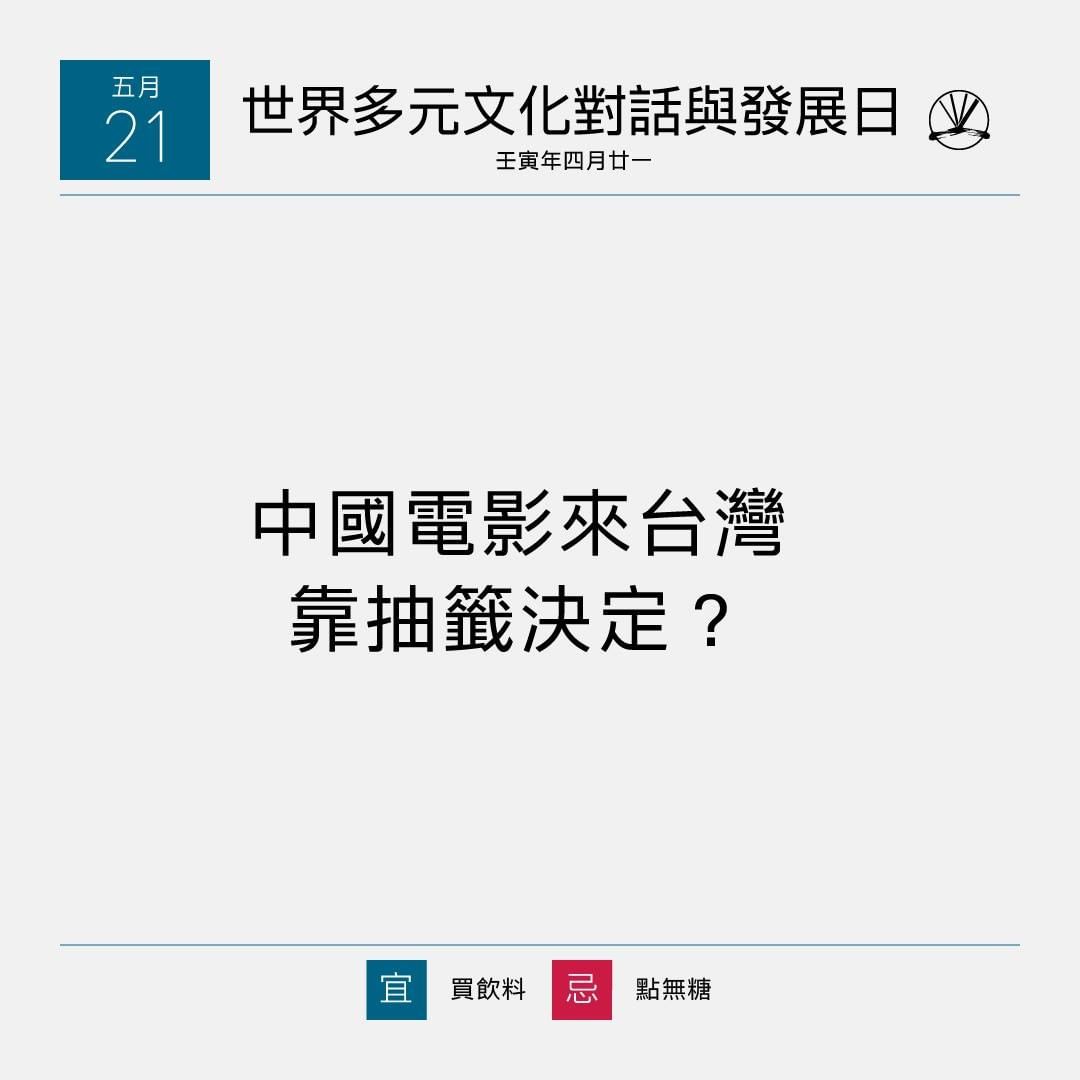 五月
21
世界多元文化對話與發展日
壬寅年四月廿一
中國電影來台灣
靠抽籤決定？
宜 買飲料 忌 點無糖